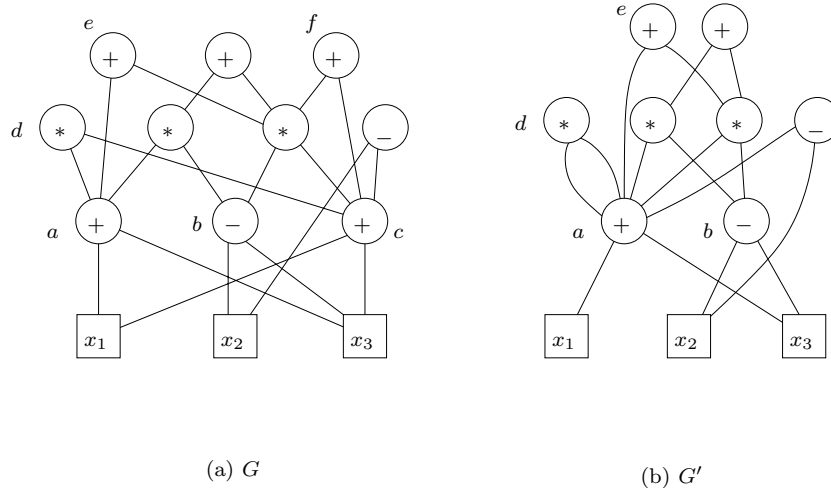 e f e
+ + + + +
d * * * − d * * * −
a + b − + c a + b −
x1 x2 x3 x1 x2 x3
(a) G
(b) G′